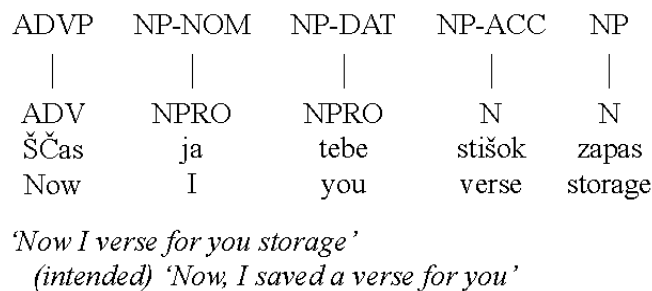 ADVP NP-NOM NP-DAT NP-ACC NP
ADV NPRO NPRO N N
ŠČas ja tebe stišok zapas
Now I you verse storage
‘Now I verse for you storage’
(intended) ‘Now, I saved a verse for you’